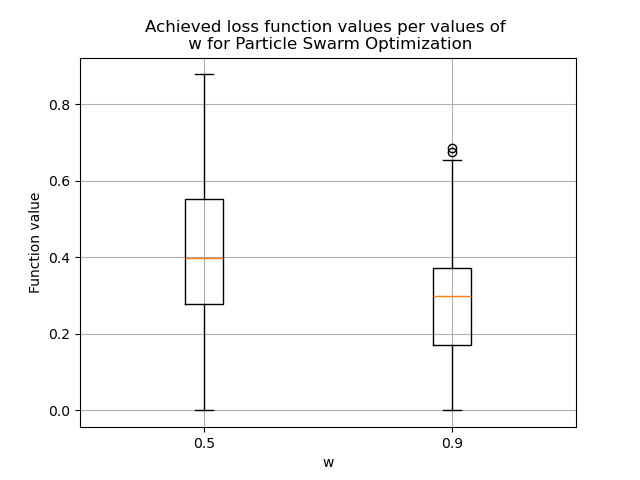 Achieved loss function values per values of
w for Particle Swarm Optimization
Function value
0.8
0.6
0.4
0.2
0.0
0.5
0.9
w